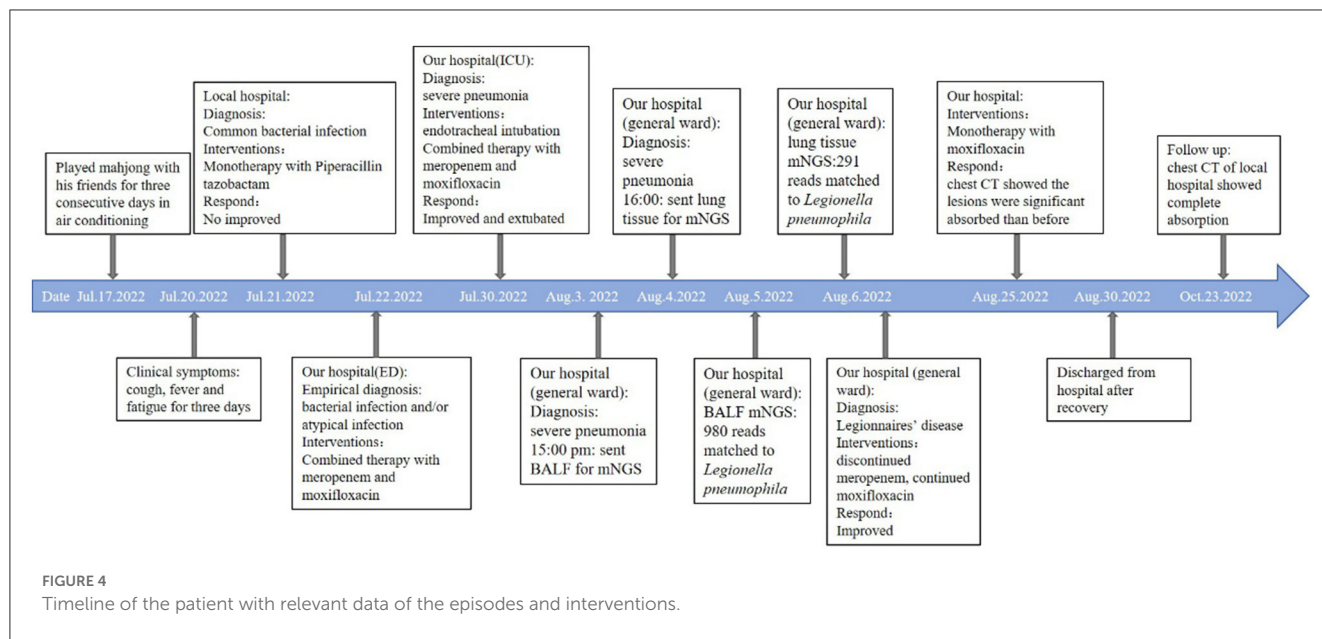 Played mahjong with
his friends for three
consecutive days in
air conditioning
Local hospital:
Diagnosis:
Common bacterial infection
Interventions:
Monotherapy with Piperacillin
tazobactam
Respond:
No improved
Our hospital(ICU):
Diagnosis:
severe pneumonia
Interventions:
endotracheal intubation
Combined therapy with
meropenem and
moxifloxacin
Respond:
Improved and extubated
Our hospital
(general ward):
Diagnosis:
severe
pneumonia
16:00: sent lung
tissue for mNGS
Our hospital
(general ward):
lung tissue
mNGS:291
reads matched
to Legionella
pneumophila
Our hospital:
Interventions:
Monotherapy with
moxifloxacin
Respond:
chest CT showed the
lesions were significant
absorbed than before
Follow up:
chest CT of local
hospital showed
complete
absorption
Date Jul.17.2022 Jul.20.2022 Jul.21.2022 Jul.22.2022 Jul.30.2022 Aug.3. 2022 Aug.4.2022 Aug.5.2022 Aug.6.2022 Aug.25.2022 Aug.30.2022 Oct.23.2022
Clinical symptoms:
cough, fever and
fatigue for three days
Our hospital(ED):
Empirical diagnosis:
bacterial infection and/or
atypical infection
Interventions:
Combined therapy with
meropenem and
moxifloxacin
Our hospital
(general ward):
Diagnosis:
severe pneumonia
15:00 pm: sent
BALF for mNGS
Our hospital
(general ward):
BALF mNGS:
980 reads
matched to
Legionella
pneumophila
Our hospital (general
ward):
Diagnosis:
Legionnaires' disease
Interventions:
discontinued
meropenem, continued
moxifloxacin
Respond:
Improved
Discharged from
hospital after
recovery
FIGURE 4
Timeline of the patient with relevant data of the episodes and interventions.